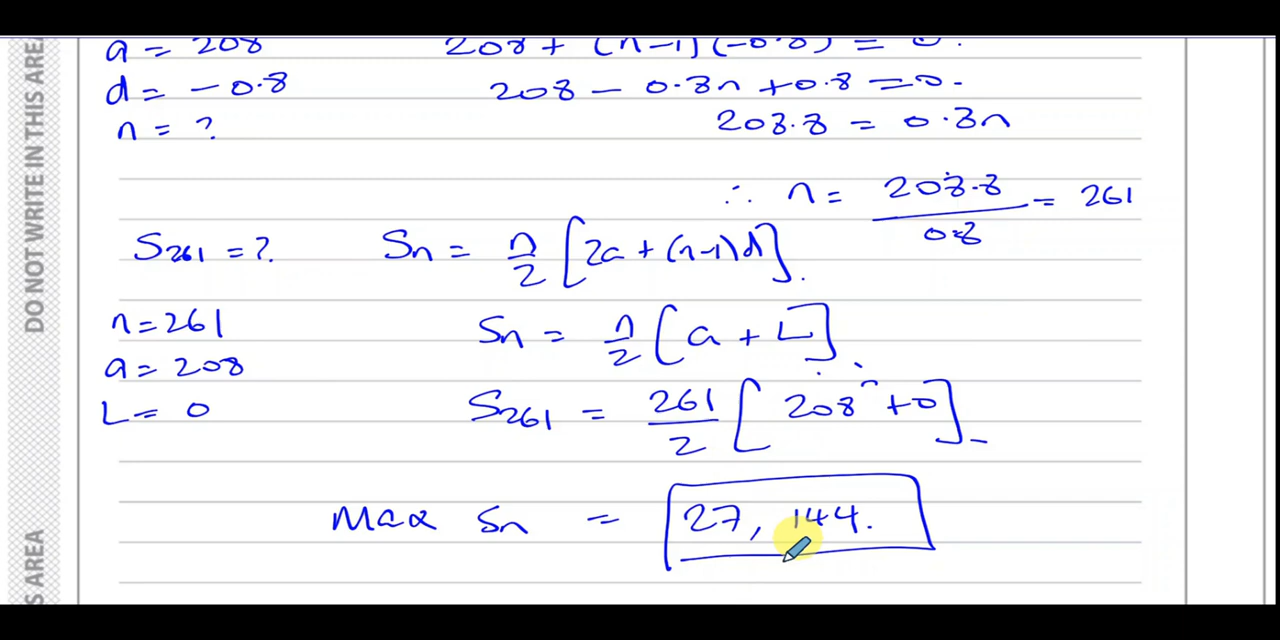 DO NOT WRITE IN THIS AREA
S AREA
a = 208
208 + (n-1)(-0.8) = 0.
d = -0.8
208 - 0.8n + 0.8 = 0.
n = ?
208.8 = 0.8n
∴ n = 208.8/0.8 = 261
S261 = ?
Sn = n/2 [2a + (n-1)d].
n = 261
Sn = n/2 [a + L]
a = 208
L = 0
S261 = 261/2 [208 + 0]
Max Sn = 27,144.